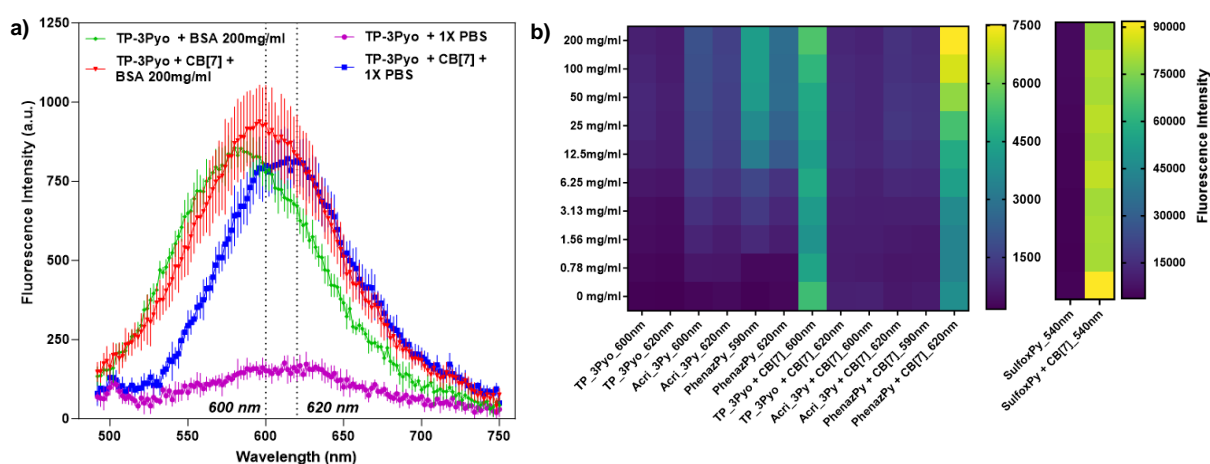 a)
TP-3Pyo + BSA 200mg/ml
TP-3Pyo + CB[7] +
BSA 200mg/ml
TP-3Pyo + 1X PBS
TP-3Pyo + CB[7] +
1X PBS
Fluorescence Intensity (a.u.)
1250
1000
750
500
250
0
600 nm
620 nm
500
550
600
650
700
750
Wavelength (nm)
b)
200 mg/ml
100 mg/ml
50 mg/ml
25 mg/ml
12.5mg/ml
6.25 mg/ml
3.13 mg/ml
1.56 mg/ml
0.78 mg/ml
0 mg/ml
TP_3Pyo_600nm
TP_3Pyo_620nm
Acri_3Py_600nm
Acri_3Py_620nm
PhenazPy_590nm
PhenazPy_620nm
TP_3Pyo + CB[7]_600nm
TP_3Pyo + CB[7]_620nm
Acri_3Py + CB[7]_600nm
Acri_3Py + CB[7]_620nm
PhenazPy + CB[7]_590nm
PhenazPy + CB[7]_620nm
7500
6000
4500
3000
1500
SulfoxPy_540nm
SulfoxPy + CB[7]_540nm
90000
75000
60000
45000
30000
15000
Fluorescence Intensity